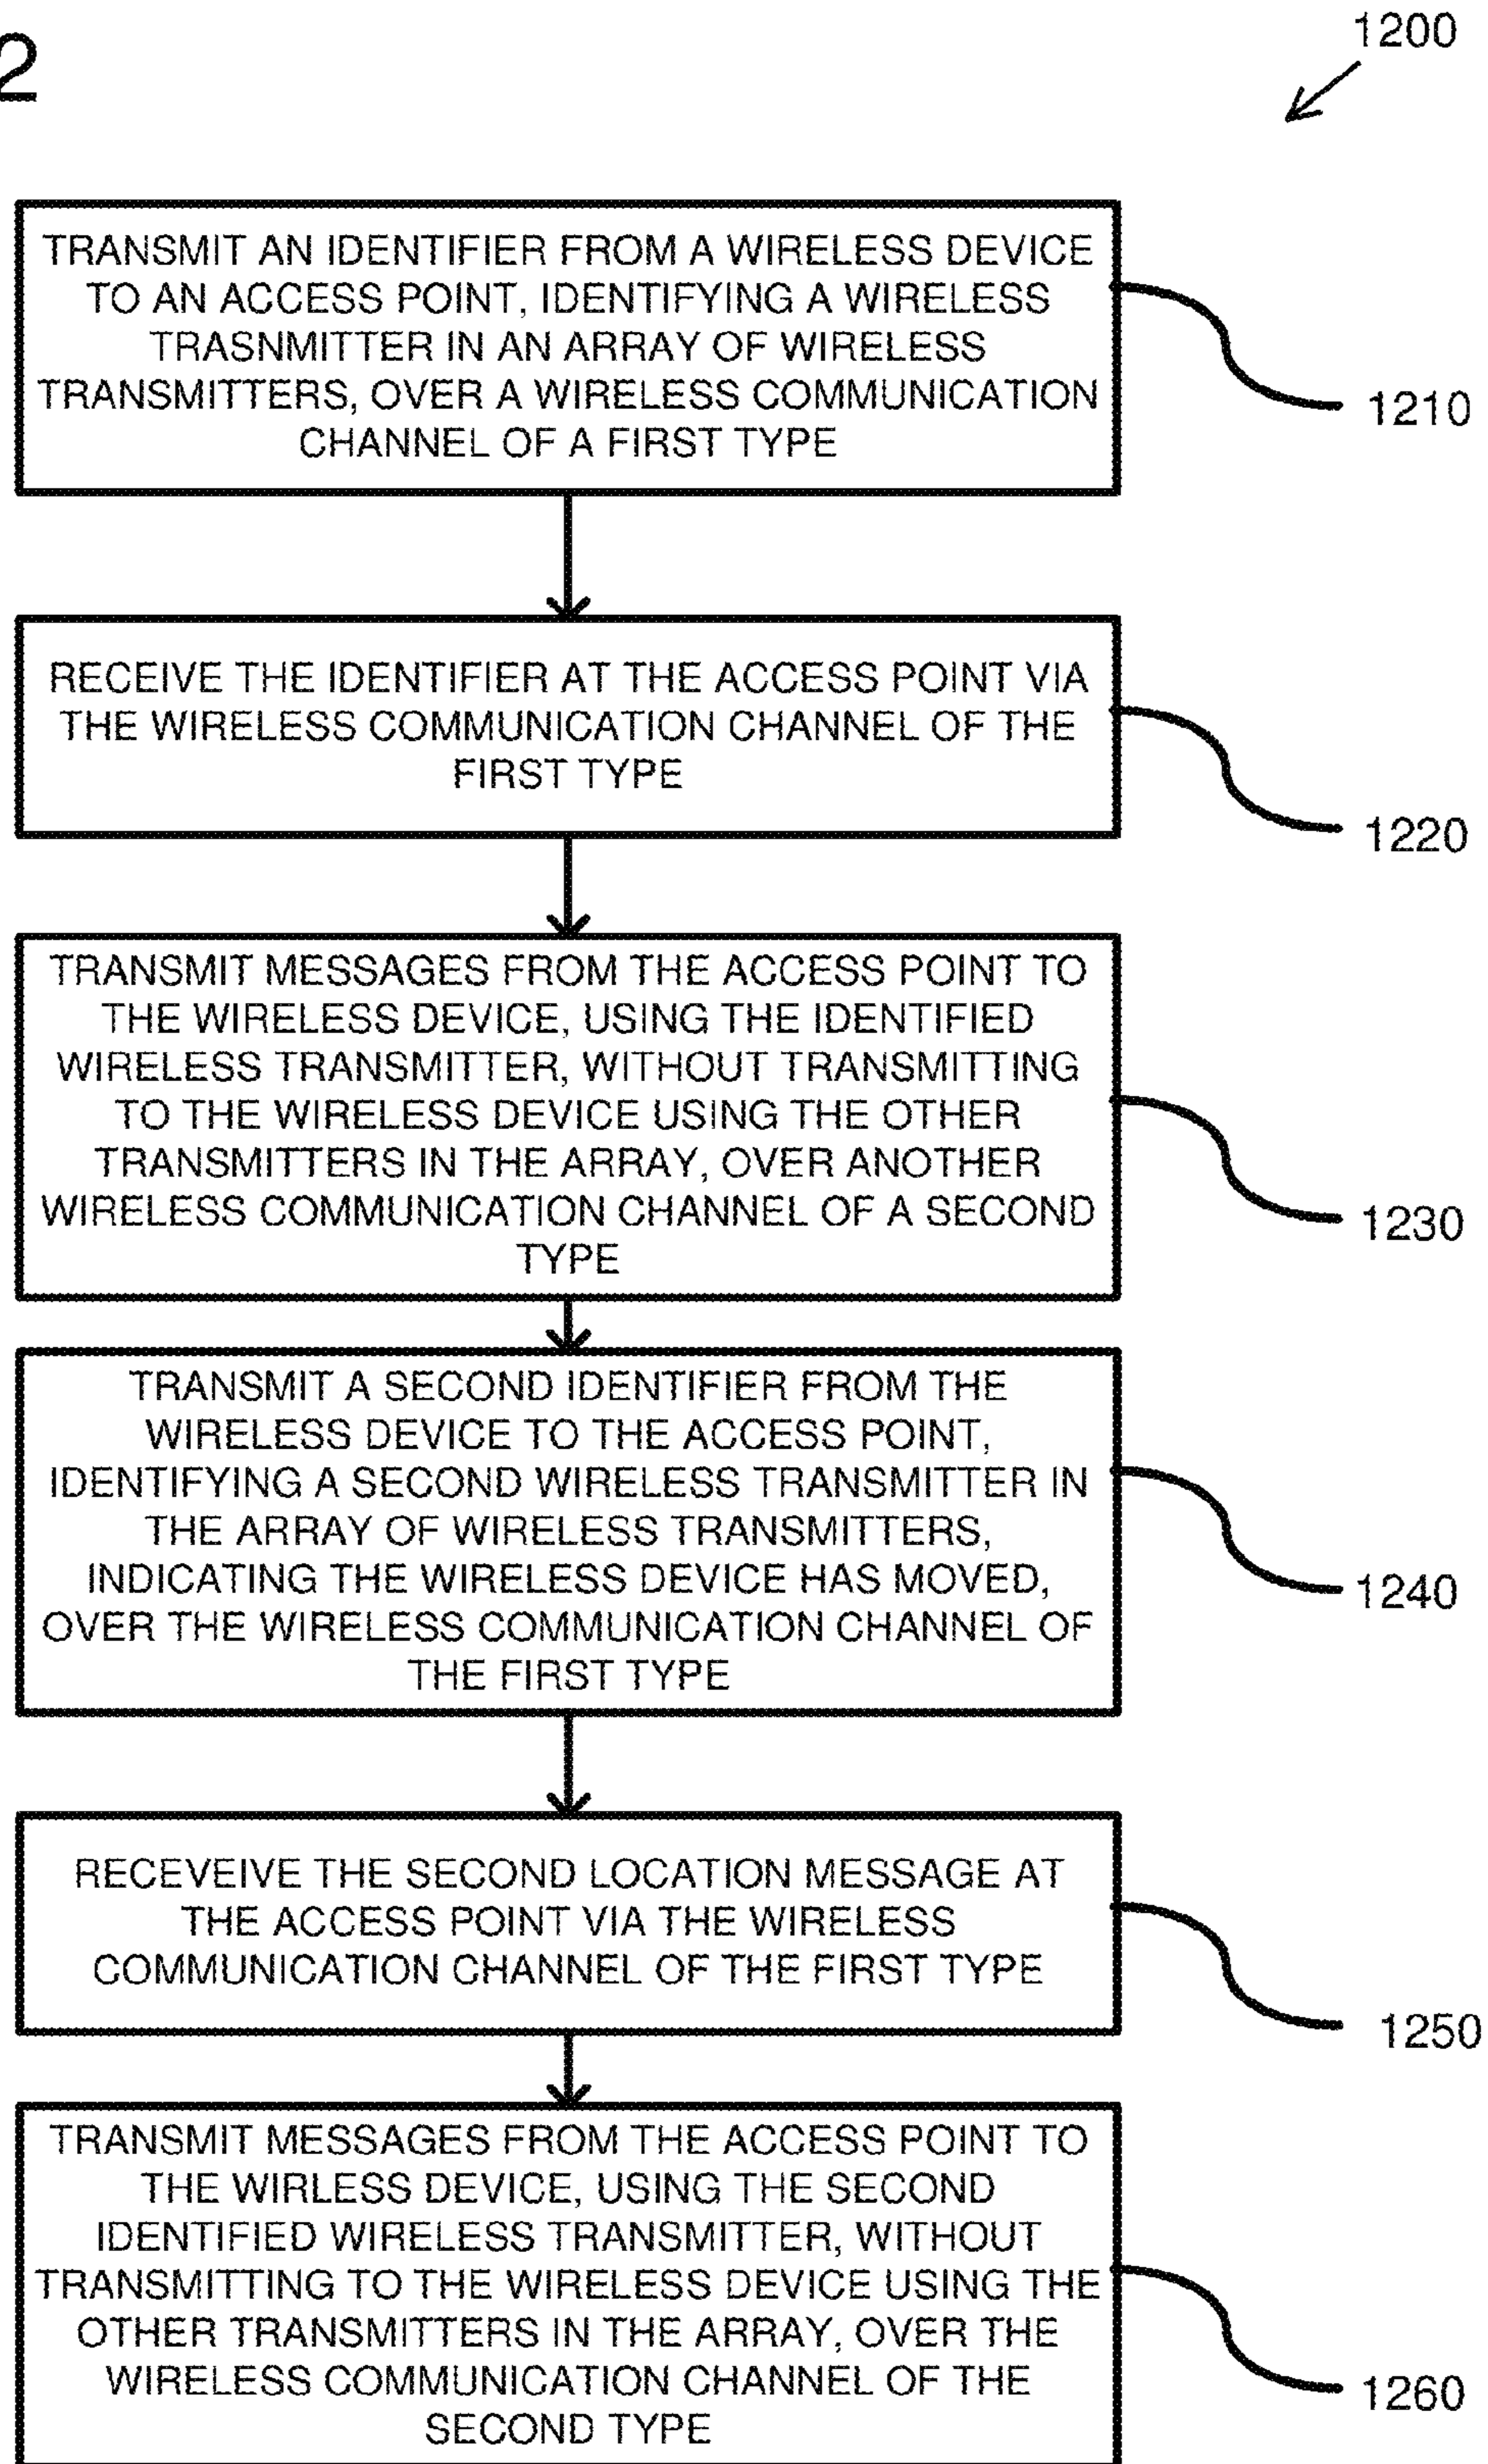 2
1200
TRANSMIT AN IDENTIFIER FROM A WIRELESS DEVICE
TO AN ACCESS POINT, IDENTIFYING A WIRELESS
TRASNMITTER IN AN ARRAY OF WIRELESS
TRANSMITTERS, OVER A WIRELESS COMMUNICATION
CHANNEL OF A FIRST TYPE
1210
RECEIVE THE IDENTIFIER AT THE ACCESS POINT VIA
THE WIRELESS COMMUNICATION CHANNEL OF THE
FIRST TYPE
1220
TRANSMIT MESSAGES FROM THE ACCESS POINT TO
THE WIRELESS DEVICE, USING THE IDENTIFIED
WIRELESS TRANSMITTER, WITHOUT TRANSMITTING
TO THE WIRELESS DEVICE USING THE OTHER
TRANSMITTERS IN THE ARRAY, OVER ANOTHER
WIRELESS COMMUNICATION CHANNEL OF A SECOND
TYPE
1230
TRANSMIT A SECOND IDENTIFIER FROM THE
WIRELESS DEVICE TO THE ACCESS POINT,
IDENTIFYING A SECOND WIRELESS TRANSMITTER IN
THE ARRAY OF WIRELESS TRANSMITTERS,
INDICATING THE WIRELESS DEVICE HAS MOVED,
OVER THE WIRELESS COMMUNICATION CHANNEL OF
THE FIRST TYPE
1240
RECEVEIVE THE SECOND LOCATION MESSAGE AT
THE ACCESS POINT VIA THE WIRELESS
COMMUNICATION CHANNEL OF THE FIRST TYPE
1250
TRANSMIT MESSAGES FROM THE ACCESS POINT TO
THE WIRLESS DEVICE, USING THE SECOND
IDENTIFIED WIRELESS TRANSMITTER, WITHOUT
TRANSMITTING TO THE WIRELESS DEVICE USING THE
OTHER TRANSMITTERS IN THE ARRAY, OVER THE
WIRELESS COMMUNICATION CHANNEL OF THE
SECOND TYPE
1260